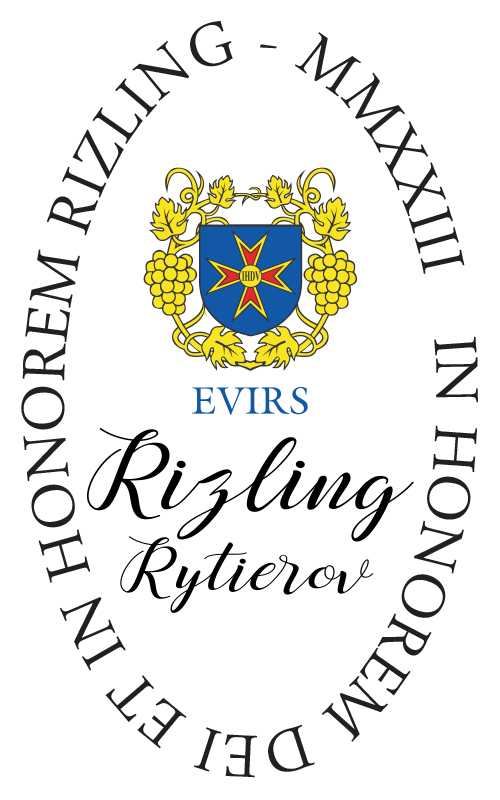 IN HONOREM DEI ET IN HONOREM RIZLING - MMXXIII
IHDV
EVIRS
Rizling
Rytierov